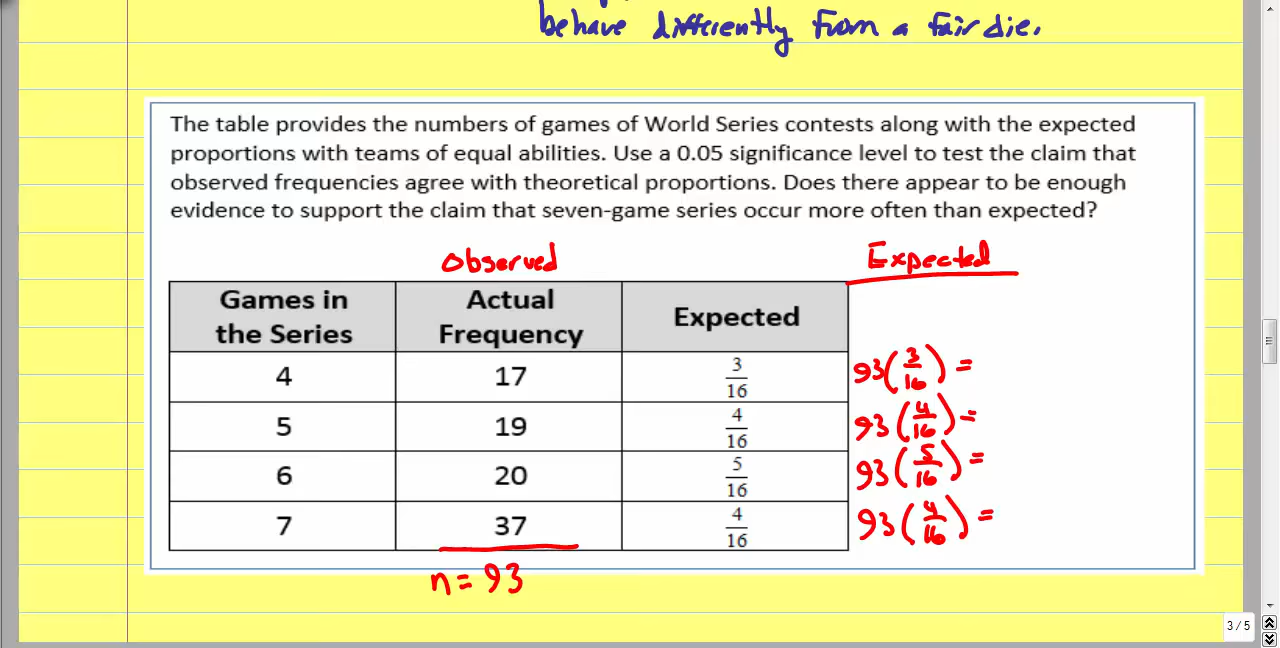 behave differently from a fair die.
The table provides the numbers of games of World Series contests along with the expected
proportions with teams of equal abilities. Use a 0.05 significance level to test the claim that
observed frequencies agree with theoretical proportions. Does there appear to be enough
evidence to support the claim that seven-game series occur more often than expected?
Observed Expected
Games in the Series Actual Frequency Expected
4 17 3/16 93(3/16) =
5 19 4/16 93(4/16) =
6 20 5/16 93(5/16) =
7 37 4/16 93(4/16) =
n = 93
3 / 5